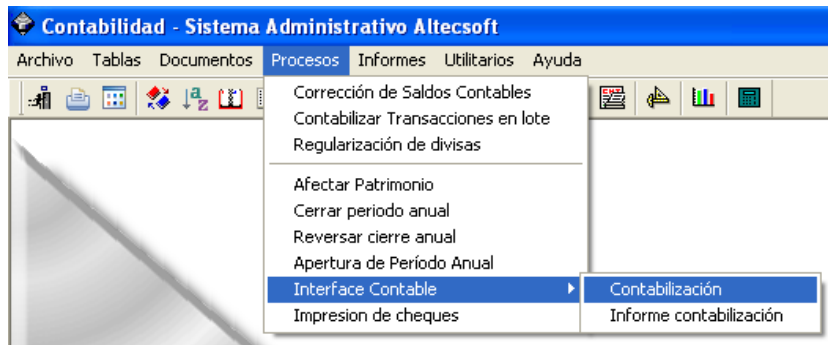 Contabilidad - Sistema Administrativo Altecsoft
Archivo Tablas Documentos Procesos Informes Utilitarios Ayuda
Corrección de Saldos Contables
Contabilizar Transacciones en lote
Regularización de divisas
Afectar Patrimonio
Cerrar periodo anual
Reversar cierre anual
Apertura de Período Anual
Interface Contable Contabilización
Impresion de cheques Informe contabilización